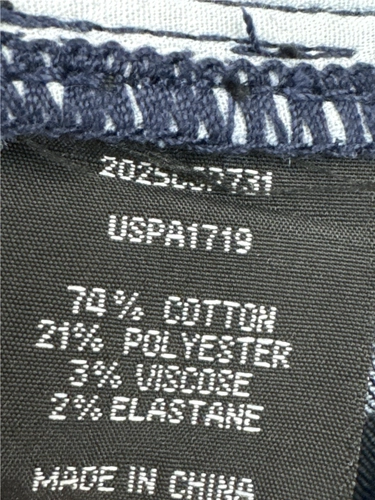 USPA1719
74% COTTON
21% POLYESTER
3% VISCOSE
2% ELASTANE
MADE IN CHINA